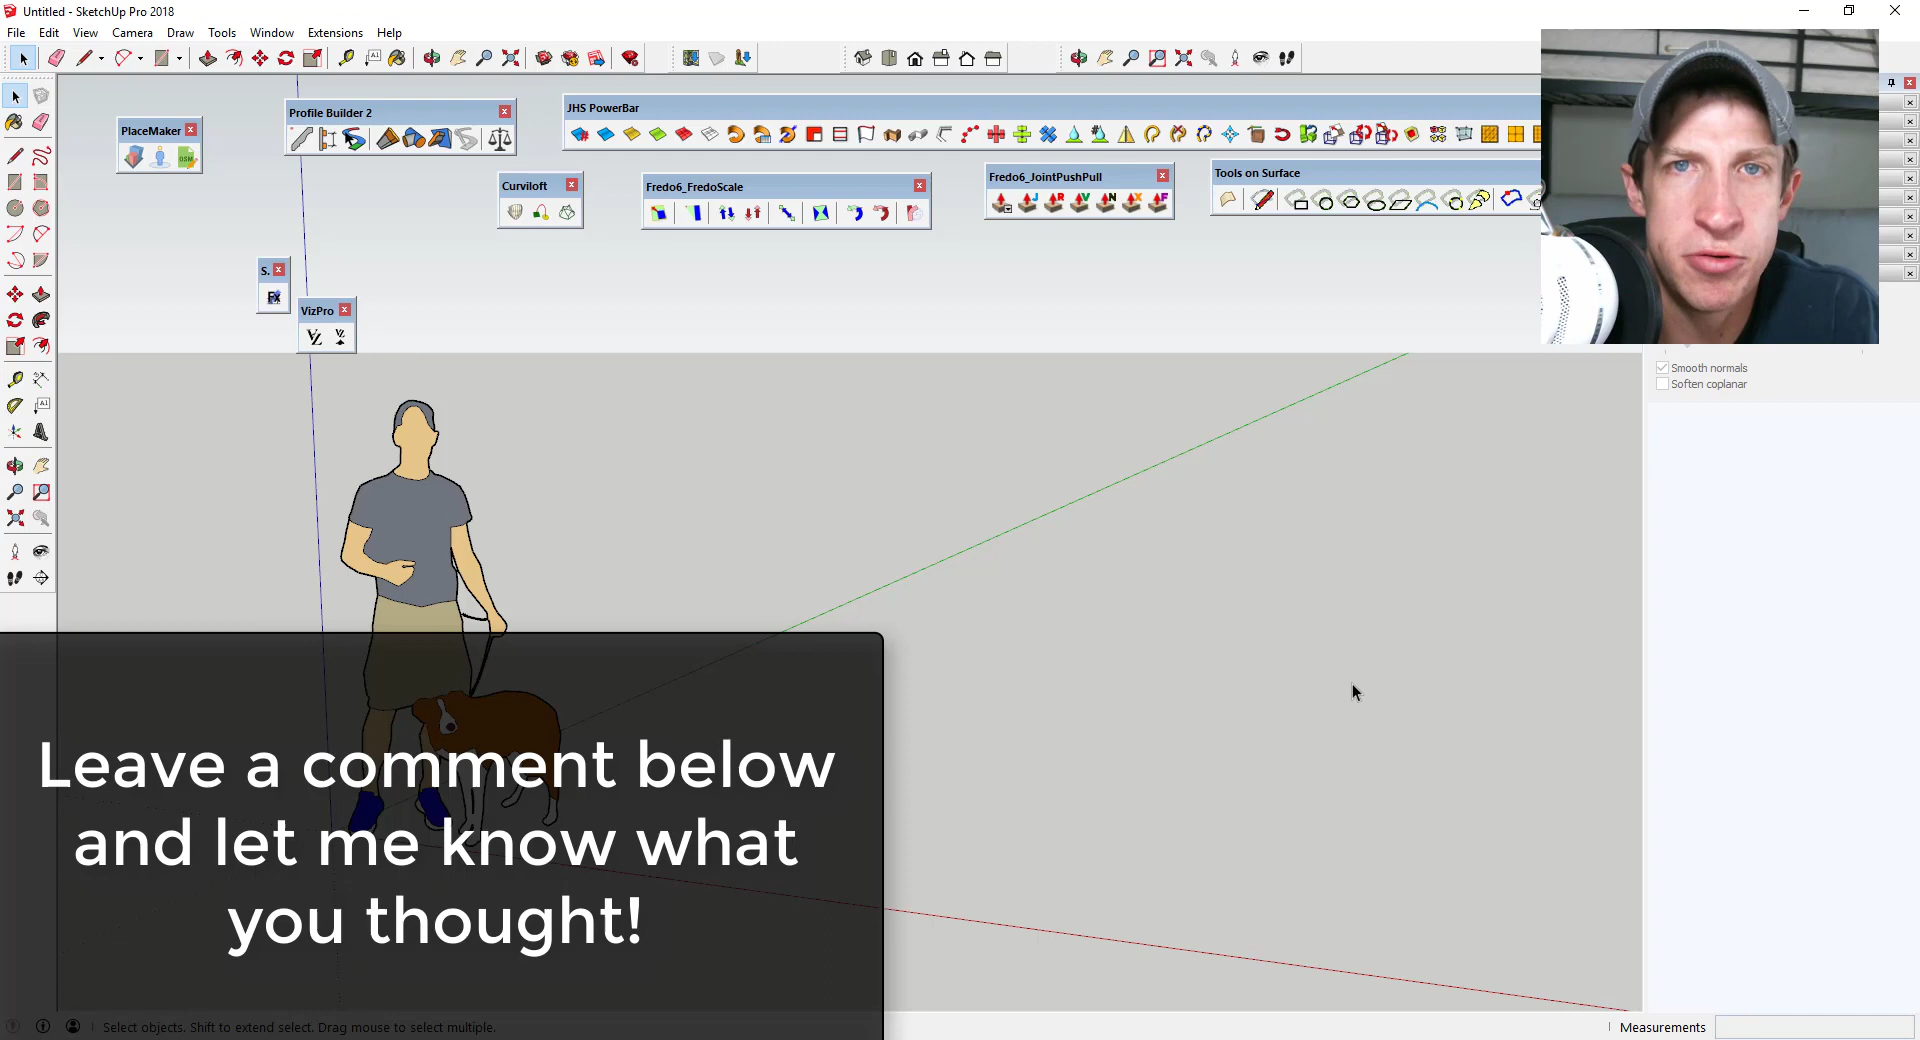 Untitled - SketchUp Pro 2018
File Edit View Camera Draw Tools Window Extensions Help
PlaceMaker
Profile Builder 2
JHS PowerBar
Curviloft
Fredo6_FredoScale
Fredo6_JointPushPull
Tools on Surface
S.
VizPro
Smooth normals
Soften coplanar
Leave a comment below
and let me know what
you thought!
Select objects. Shift to extend select. Drag mouse to select multiple.
Measurements